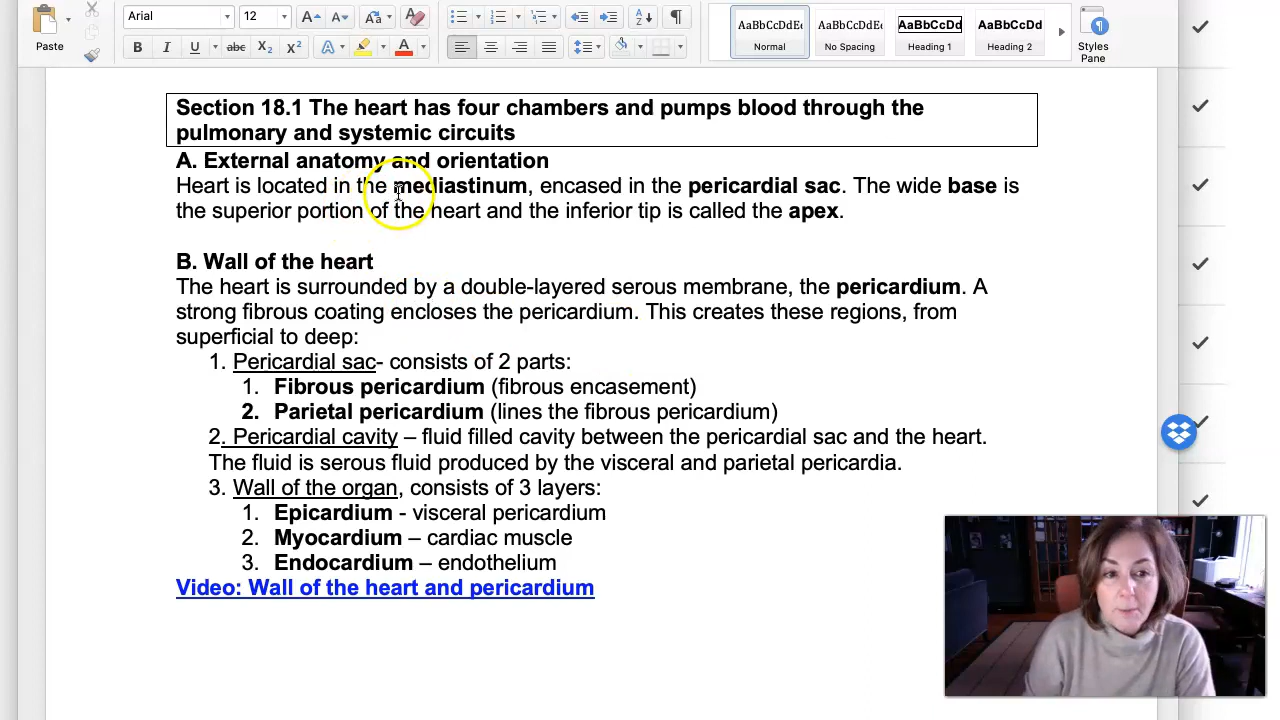 Arial
12
Paste
B I U abc X₂ X² A A
AaBbCcDdEe
Normal
AaBbCcDdEe
No Spacing
AaBbCcDd
Heading 1
AaBbCcDd
Heading 2
Styles
Pane
Section 18.1 The heart has four chambers and pumps blood through the
pulmonary and systemic circuits
A. External anatomy and orientation
Heart is located in the mediastinum, encased in the pericardial sac. The wide base is
the superior portion of the heart and the inferior tip is called the apex.
B. Wall of the heart
The heart is surrounded by a double-layered serous membrane, the pericardium. A
strong fibrous coating encloses the pericardium. This creates these regions, from
superficial to deep:
1. Pericardial sac- consists of 2 parts:
1. Fibrous pericardium (fibrous encasement)
2. Parietal pericardium (lines the fibrous pericardium)
2. Pericardial cavity – fluid filled cavity between the pericardial sac and the heart.
The fluid is serous fluid produced by the visceral and parietal pericardia.
3. Wall of the organ, consists of 3 layers:
1. Epicardium - visceral pericardium
2. Myocardium – cardiac muscle
3. Endocardium – endothelium
Video: Wall of the heart and pericardium